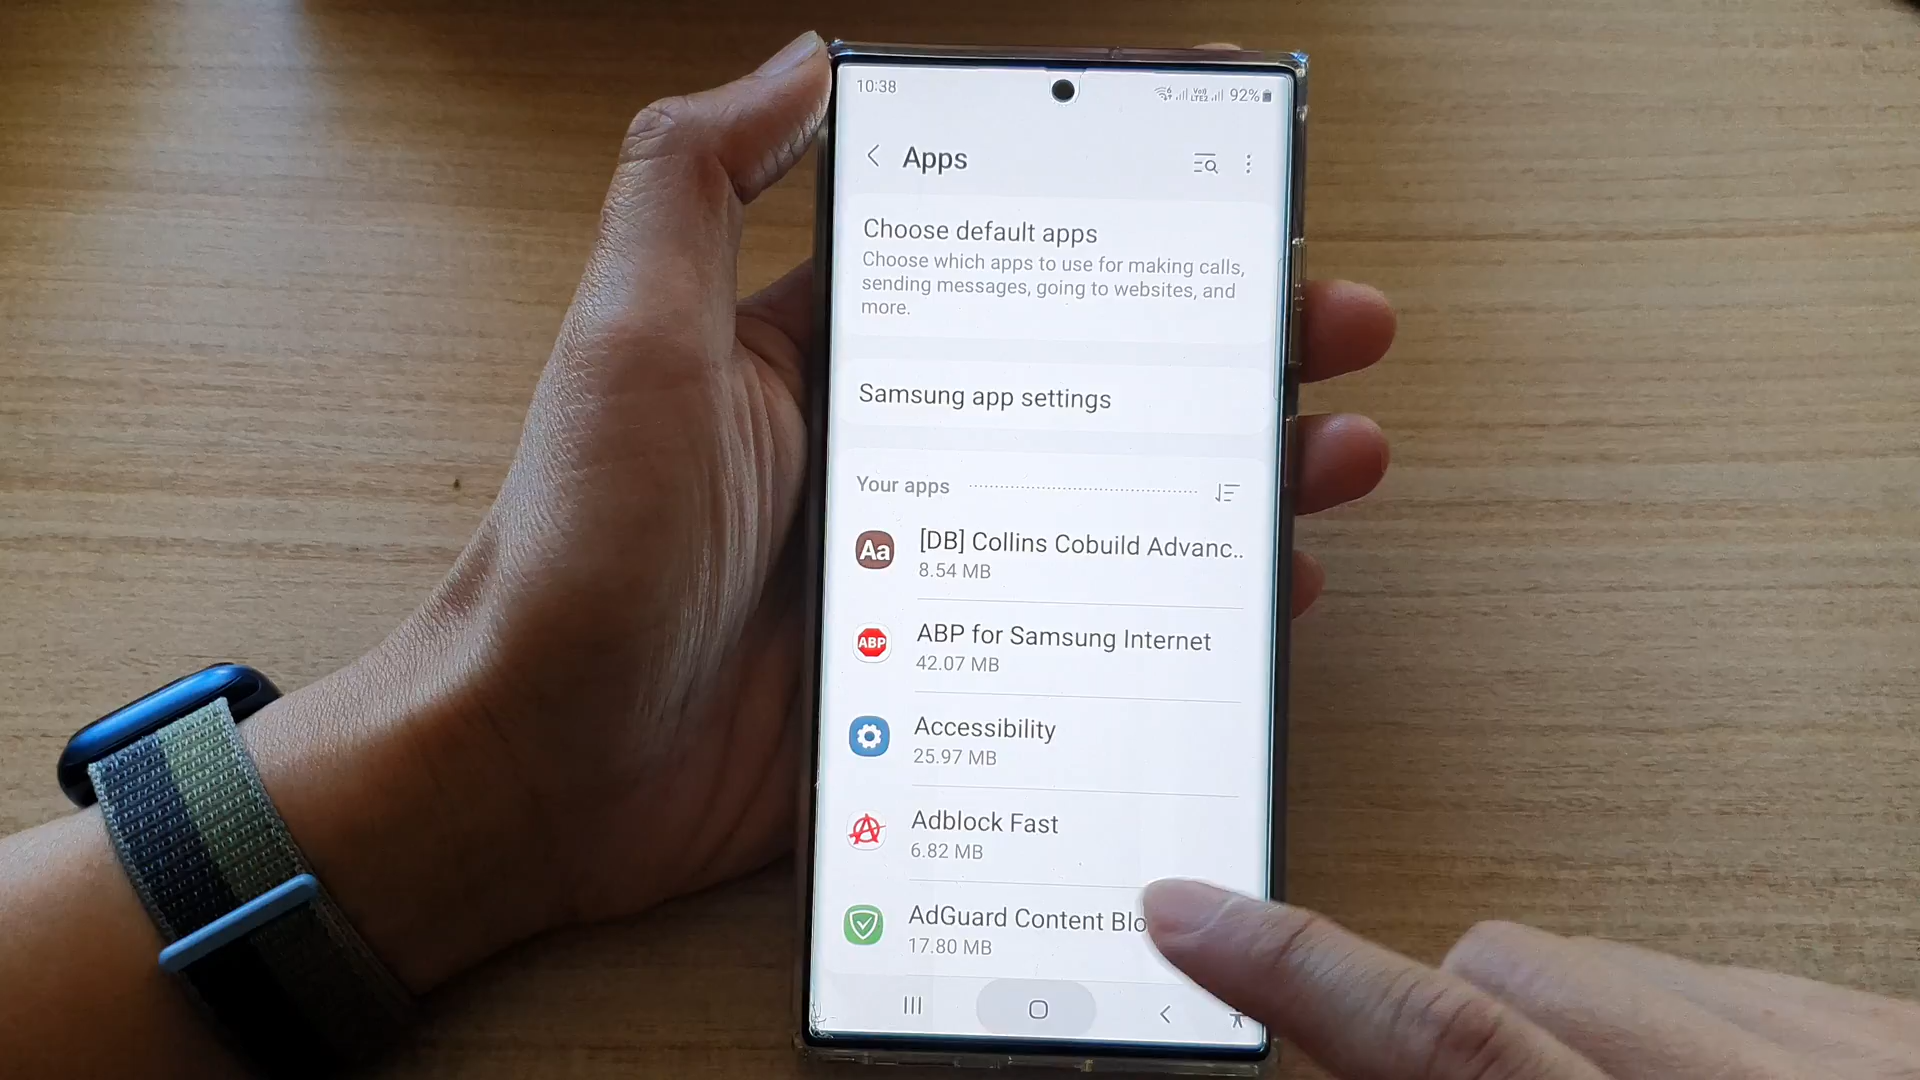 10:38
Vo)) LTE2 92%
Apps
Choose default apps
Choose which apps to use for making calls,
sending messages, going to websites, and
more.
Samsung app settings
Your apps
Aa
[DB] Collins Cobuild Advanc..
8.54 MB
ABP
ABP for Samsung Internet
42.07 MB
Accessibility
25.97 MB
Adblock Fast
6.82 MB
AdGuard Content Blo
17.80 MB